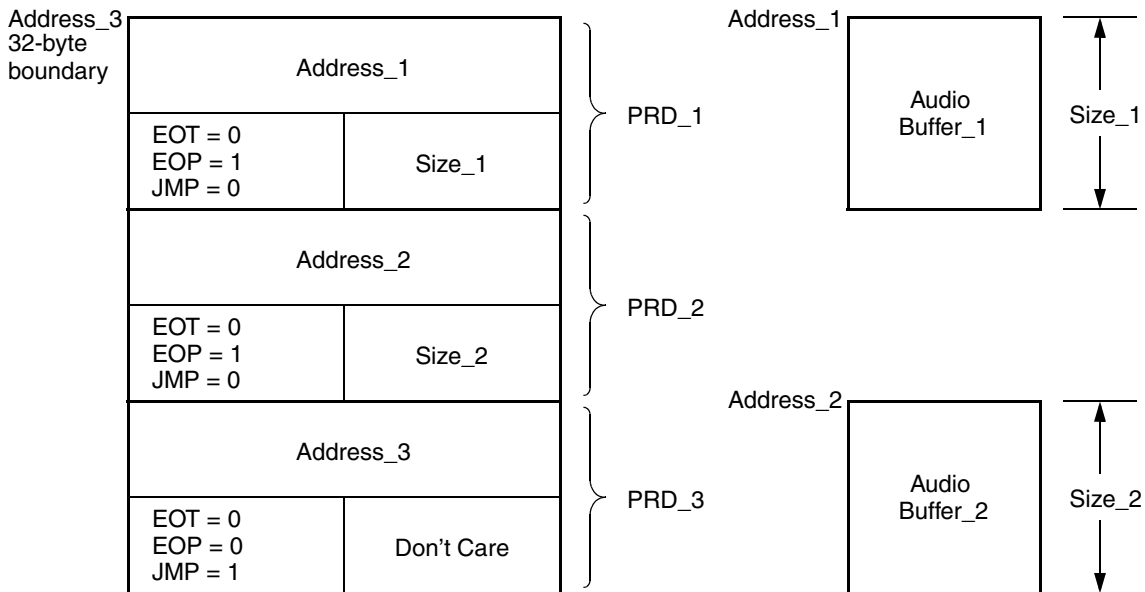 Address_3
32-byte
boundary
Address_1
EOT = 0
EOP = 1
JMP = 0
Size_1
PRD_1
Address_2
EOT = 0
EOP = 1
JMP = 0
Size_2
PRD_2
Address_3
EOT = 0
EOP = 0
JMP = 1
Don't Care
PRD_3
Address_1
Audio
Buffer_1
Size_1
Address_2
Audio
Buffer_2
Size_2